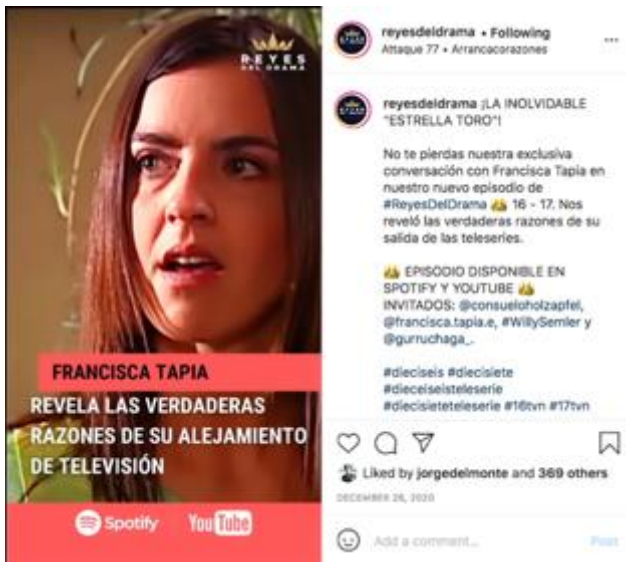 REYES
DEL DRAMA
FRANCISCA TAPIA
REVELA LAS VERDADERAS
RAZONES DE SU ALEJAMIENTO
DE TELEVISIÓN
Spotify
YouTube
reyesdeldrama • Following
Attaque 77 • Arrancacorazones
reyesdeldrama ¡LA INOLVIDABLE
"ESTRELLA TORO"!
No te pierdas nuestra exclusiva
conversación con Francisca Tapia en
nuestro nuevo episodio de
#ReyesDelDrama 16 - 17. Nos
reveló las verdaderas razones de su
salida de las teleseries.
EPISODIO DISPONIBLE EN
SPOTIFY Y YOUTUBE
INVITADOS: @consueloholzapfel,
@francisca.tapia.e, #WillySemler y
@gurruchaga_.
#dieciseis #diecisiete
#dieceiseisteleserie
#diecisieteteleserie #16tvn #17tvn
Liked by jorgedelmonte and 369 others
DECEMBER 26, 2020
Add a comment...
Post